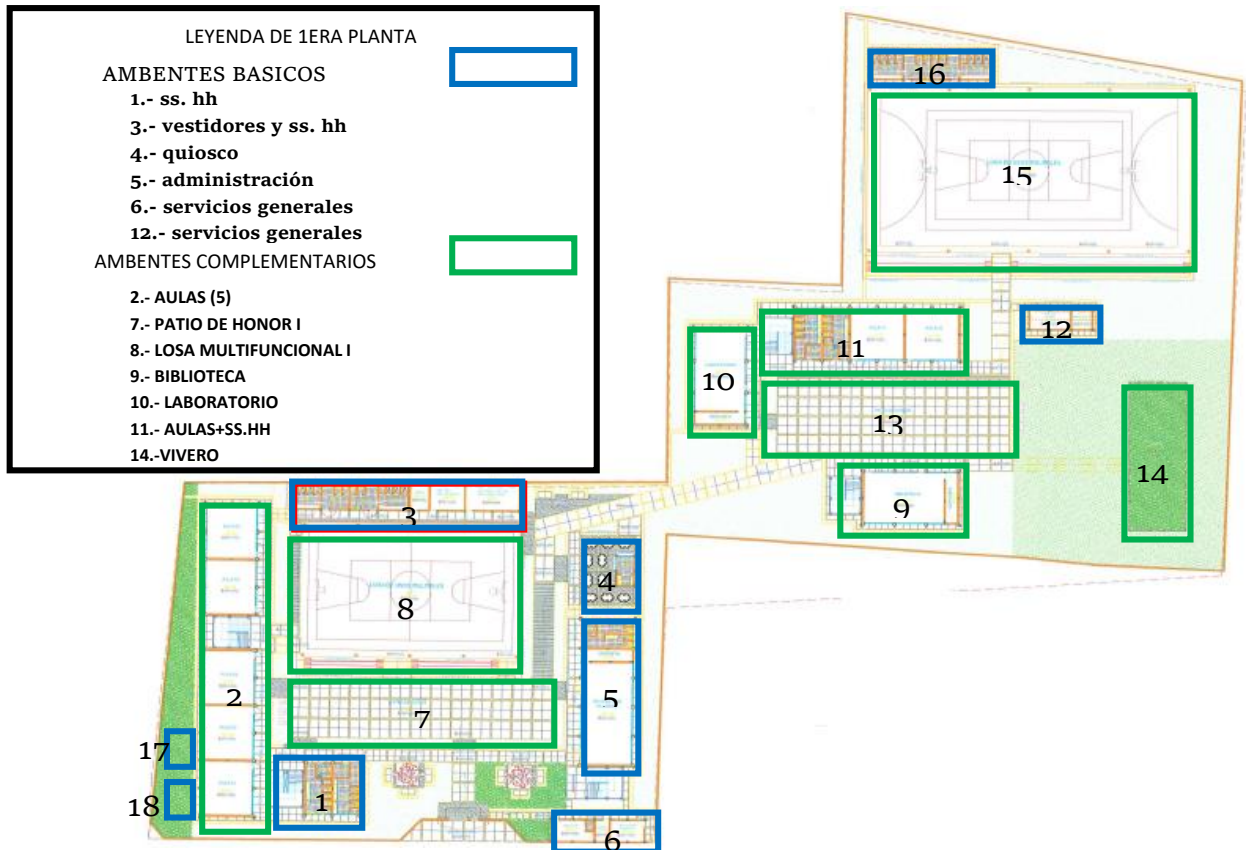 LEYENDA DE 1ERA PLANTA
AMBENTES BASICOS
1.- ss. hh
3.- vestidores y ss. hh
4.- quiosco
5.- administración
6.- servicios generales
12.- servicios generales
AMBENTES COMPLEMENTARIOS
2.- AULAS (5)
7.- PATIO DE HONOR I
8.- LOSA MULTIFUNCIONAL I
9.- BIBLIOTECA
10.- LABORATORIO
11.- AULAS+SS.HH
14.-VIVERO
16
15
12
11
10
13
14
9
3
4
8
2
5
7
17
18
1
6